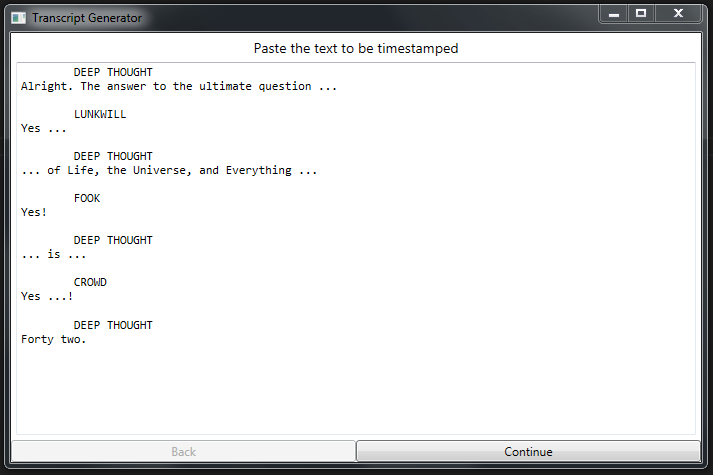 Transcript Generator
Paste the text to be timestamped
DEEP THOUGHT
Alright. The answer to the ultimate question ...
LUNKWILL
Yes ...
DEEP THOUGHT
... of Life, the Universe, and Everything ...
FOOK
Yes!
DEEP THOUGHT
... is ...
CROWD
Yes ...!
DEEP THOUGHT
Forty two.
Back
Continue